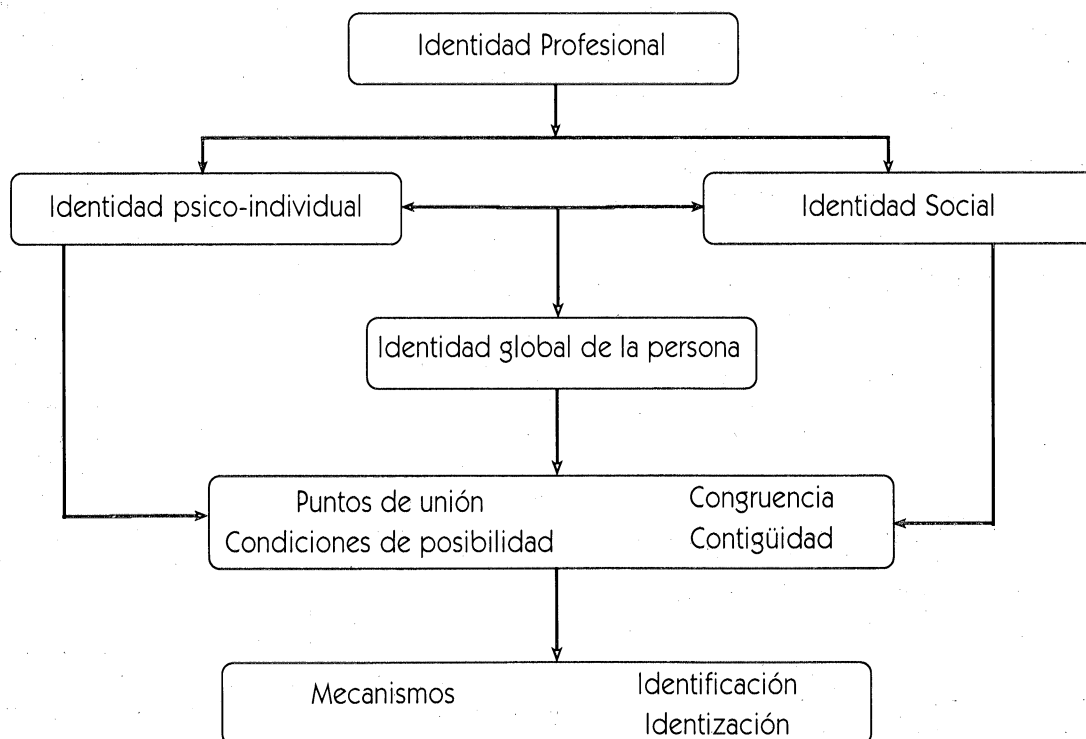 Identidad Profesional
Identidad psico-individual
Identidad Social
Identidad global de la persona
Puntos de unión
Condiciones de posibilidad
Congruencia
Contigüidad
Mecanismos
Identificación
Identización